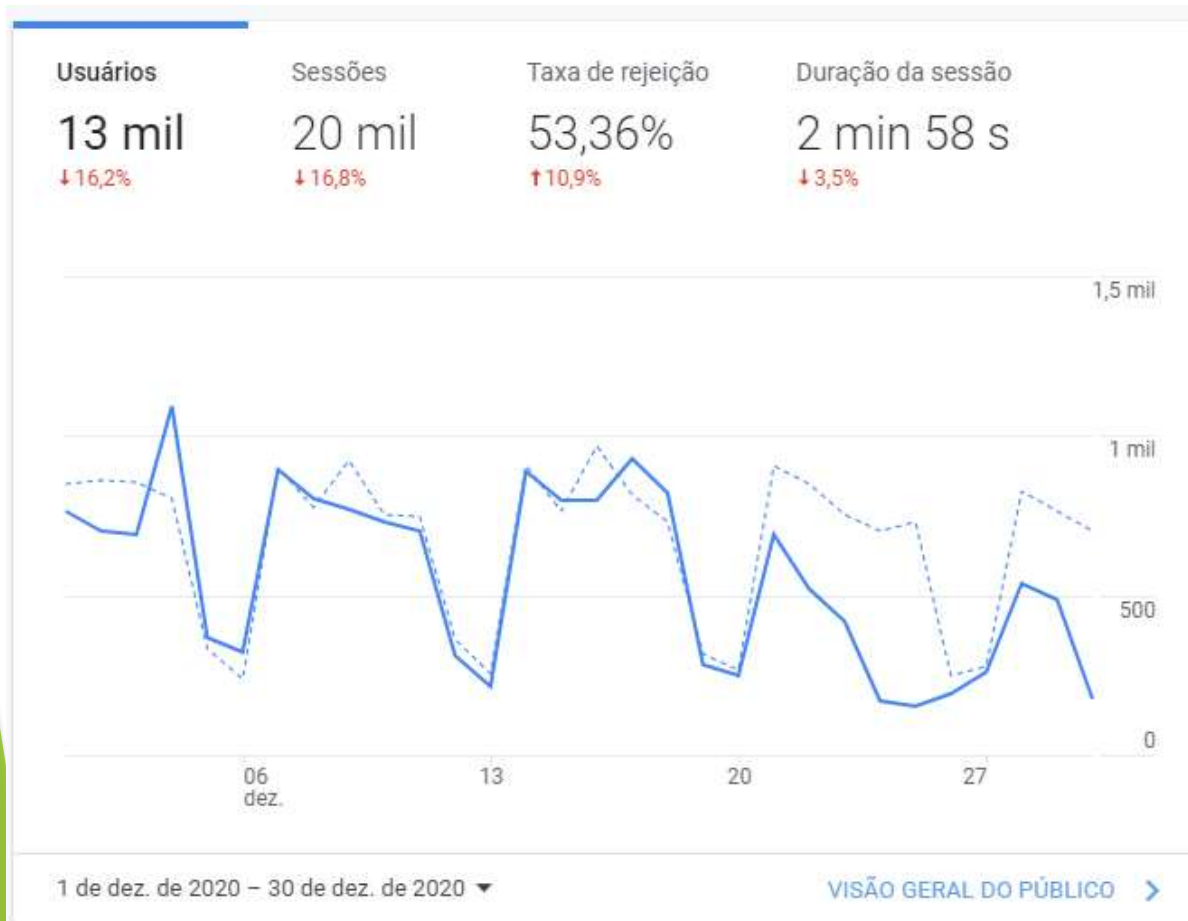 Usuários
Sessões
Taxa de rejeição
Duração da sessão
13 mil
20 mil
53,36%
2 min 58 s
↓16,2%
↓16,8%
↑10,9%
↓3,5%
1,5 mil
1 mil
500
0
06
dez.
13
20
27
1 de dez. de 2020 – 30 de dez. de 2020
VISÃO GERAL DO PÚBLICO